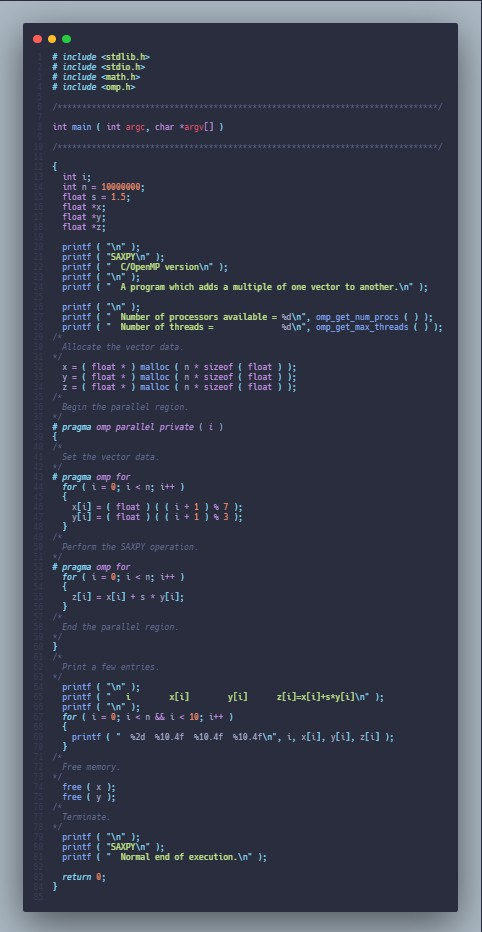 # include <stdlib.h>
# include <stdio.h>
# include <math.h>
# include <omp.h>
/******************************************************************************/
int main ( int argc, char *argv[] )
/******************************************************************************/
{
  int i;
  int n = 10000000;
  float s = 1.5;
  float *x;
  float *y;
  float *z;
  printf ( "\n" );
  printf ( "SAXPY\n" );
  printf ( "  C/OpenMP version\n" );
  printf ( "\n" );
  printf ( "  A program which adds a multiple of one vector to another.\n" );
  printf ( "\n" );
  printf ( "  Number of processors available = %d\n", omp_get_num_procs ( ) );
  printf ( "  Number of threads =              %d\n", omp_get_max_threads ( ) );
/*
  Allocate the vector data.
*/
  x = ( float * ) malloc ( n * sizeof ( float ) );
  y = ( float * ) malloc ( n * sizeof ( float ) );
  z = ( float * ) malloc ( n * sizeof ( float ) );
/*
  Begin the parallel region.
*/
# pragma omp parallel private ( i )
{
/*
  Set the vector data.
*/
# pragma omp for
  for ( i = 0; i < n; i++ )
  {
    x[i] = ( float ) ( ( i + 1 ) % 7 );
    y[i] = ( float ) ( ( i + 1 ) % 3 );
  }
/*
  Perform the SAXPY operation.
*/
# pragma omp for
  for ( i = 0; i < n; i++ )
  {
    z[i] = x[i] + s * y[i];
  }
/*
  End the parallel region.
*/
}
/*
  Print a few entries.
*/
  printf ( "\n" );
  printf ( "   i        x[i]        y[i]      z[i]=x[i]+s*y[i]\n" );
  printf ( "\n" );
  for ( i = 0; i < n && i < 10; i++ )
  {
    printf ( "  %2d  %10.4f  %10.4f  %10.4f\n", i, x[i], y[i], z[i] );
  }
/*
  Free memory.
*/
  free ( x );
  free ( y );
/*
  Terminate.
*/
  printf ( "\n" );
  printf ( "SAXPY\n" );
  printf ( "  Normal end of execution.\n" );
  return 0;
}